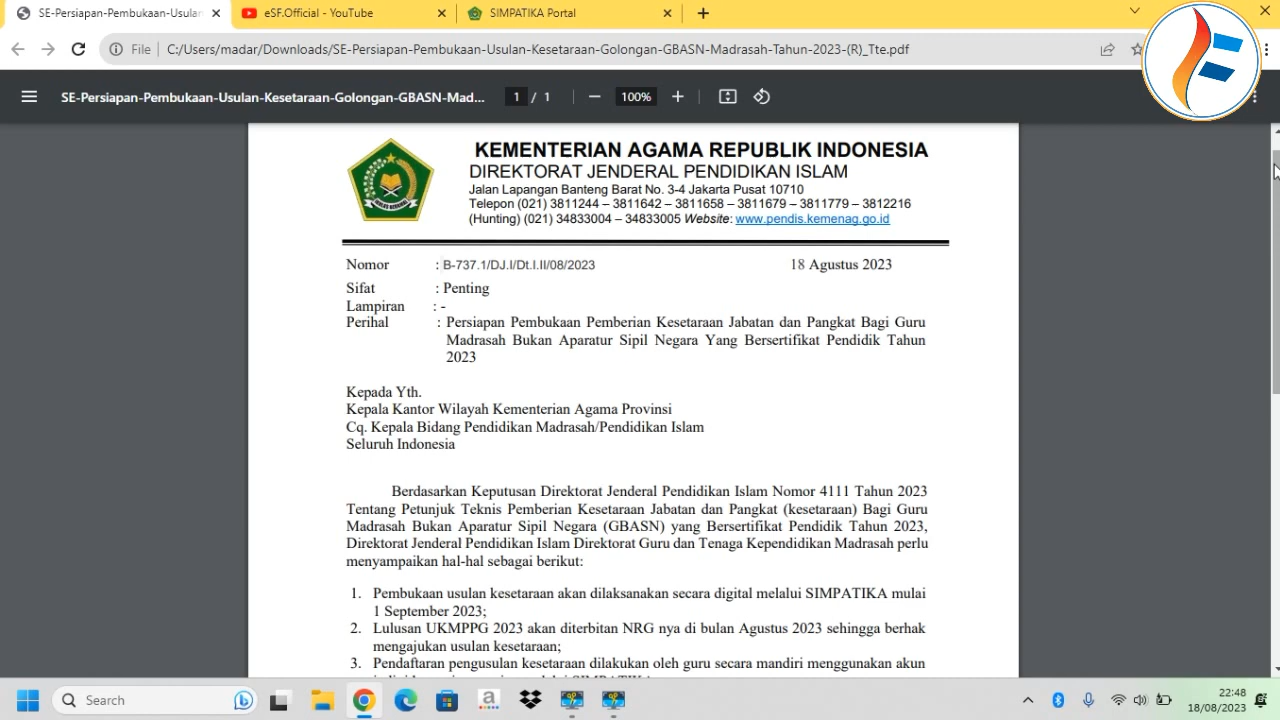 SE-Persiapan-Pembukaan-Usulan
eSF.Official - YouTube
SIMPATIKA Portal
File
C:/Users/madar/Downloads/SE-Persiapan-Pembukaan-Usulan-Kesetaraan-Golongan-GBASN-Madrasah-Tahun-2023-(R)_Tte.pdf
SE-Persiapan-Pembukaan-Usulan-Kesetaraan-Golongan-GBASN-Mad...
1 / 1
100%
KEMENTERIAN AGAMA REPUBLIK INDONESIA
DIREKTORAT JENDERAL PENDIDIKAN ISLAM
Jalan Lapangan Banteng Barat No. 3-4 Jakarta Pusat 10710
Telepon (021) 3811244 – 3811642 – 3811658 – 3811679 – 3811779 – 3812216
(Hunting) (021) 34833004 – 34833005 Website: www.pendis.kemenag.go.id
Nomor : B-737.1/DJ.I/Dt.I.II/08/2023 18 Agustus 2023
Sifat : Penting
Lampiran : -
Perihal : Persiapan Pembukaan Pemberian Kesetaraan Jabatan dan Pangkat Bagi Guru
Madrasah Bukan Aparatur Sipil Negara Yang Bersertifikat Pendidik Tahun
2023
Kepada Yth.
Kepala Kantor Wilayah Kementerian Agama Provinsi
Cq. Kepala Bidang Pendidikan Madrasah/Pendidikan Islam
Seluruh Indonesia
Berdasarkan Keputusan Direktorat Jenderal Pendidikan Islam Nomor 4111 Tahun 2023
Tentang Petunjuk Teknis Pemberian Kesetaraan Jabatan dan Pangkat (kesetaraan) Bagi Guru
Madrasah Bukan Aparatur Sipil Negara (GBASN) yang Bersertifikat Pendidik Tahun 2023,
Direktorat Jenderal Pendidikan Islam Direktorat Guru dan Tenaga Kependidikan Madrasah perlu
menyampaikan hal-hal sebagai berikut:
1. Pembukaan usulan kesetaraan akan dilaksanakan secara digital melalui SIMPATIKA mulai
1 September 2023;
2. Lulusan UKMPPG 2023 akan diterbitan NRG nya di bulan Agustus 2023 sehingga berhak
mengajukan usulan kesetaraan;
3. Pendaftaran pengusulan kesetaraan dilakukan oleh guru secara mandiri menggunakan akun
Search
22:48
18/08/2023